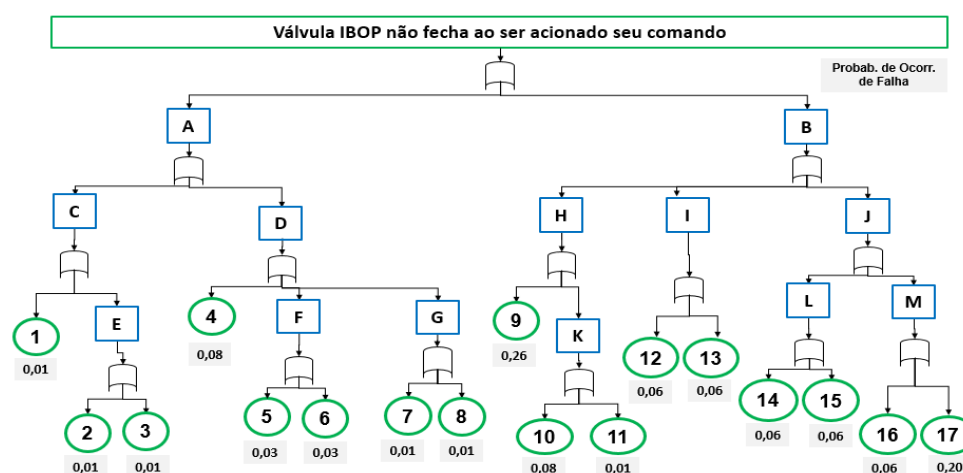 Válvula IBOP não fecha ao ser acionado seu comando
Probab. de Ocorr.
de Falha
A
B
C
D
H
I
J
1
0,01
E
4
0,08
F
G
9
0,26
K
12
0,06
13
0,06
L
M
2
0,01
3
0,01
5
0,03
6
0,03
7
0,01
8
0,01
10
0,08
11
0,01
14
0,06
15
0,06
16
0,06
17
0,20